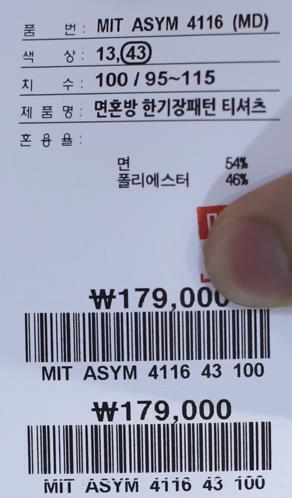 품 번 : MIT ASYM 4116 (MD)
색 상 : 13, 43
치 수 : 100 / 95~115
제 품 명 : 면혼방 한기장패턴 티셔츠
혼 용 율 :
면 54%
폴리에스터 46%
₩179,000
MIT ASYM 4116 43 100
₩179,000
MIT ASYM 4116 43 100